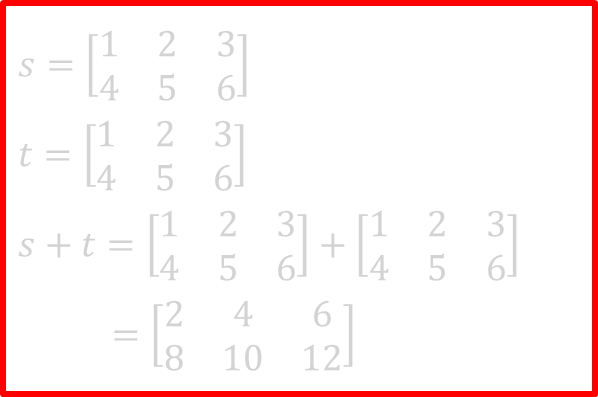 s = [1 2 3
4 5 6]
t = [1 2 3
4 5 6]
s + t = [1 2 3
4 5 6] + [1 2 3
4 5 6]
= [2 4 6
8 10 12]